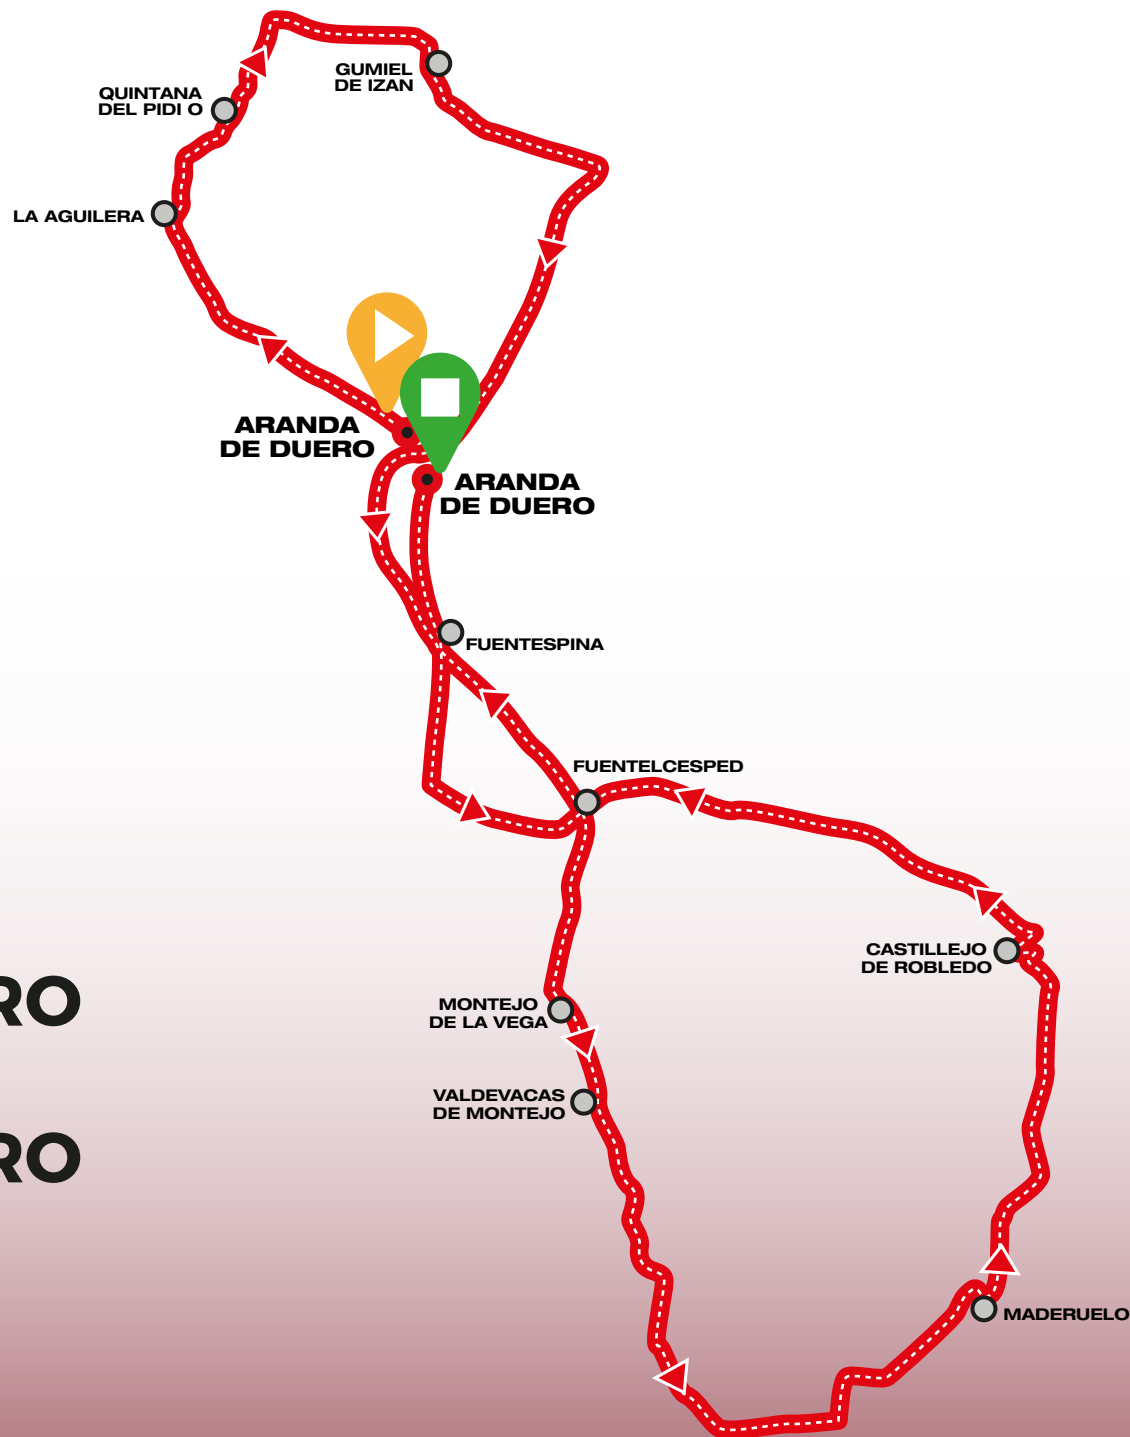 GUMIEL
DE IZAN
QUINTANA
DEL PIDI O
LA AGUILERA
ARANDA
DE DUERO
ARANDA
DE DUERO
FUENTESPINA
FUENTELCESPED
CASTILLEJO
DE ROBLEDO
RO
MONTEJO
DE LA VEGA
VALDEVACAS
DE MONTEJO
RO
MADERUELO